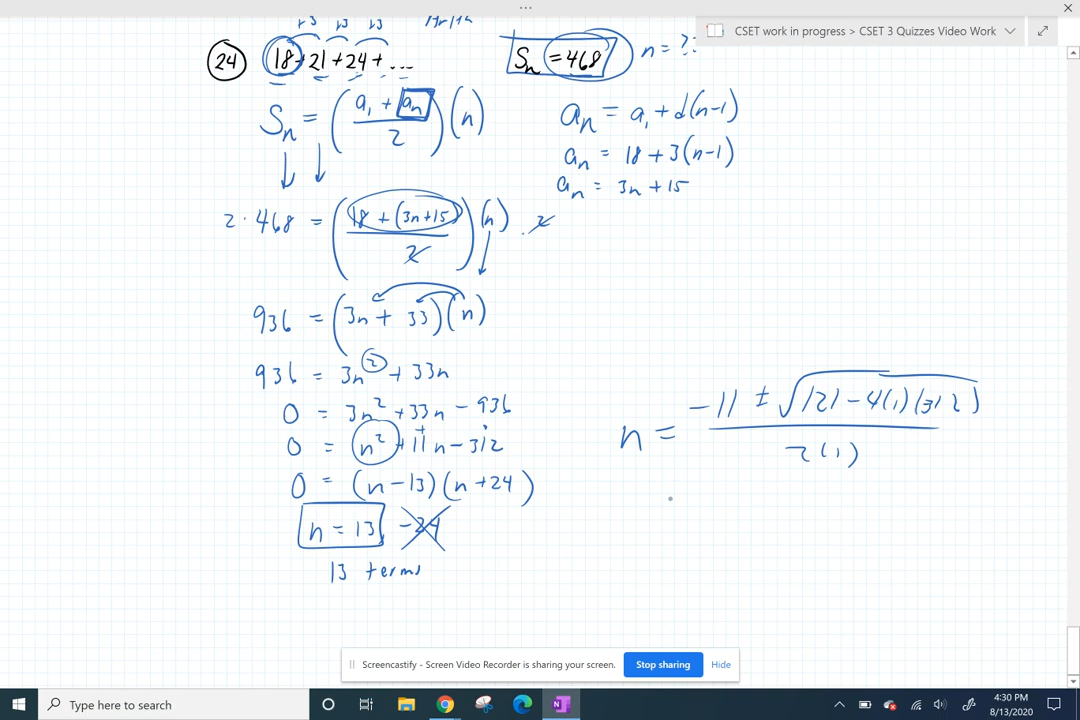 CSET work in progress > CSET 3 Quizzes Video Work
+3 +3 +3
24 18+21+24+... Sₙ = 468 n = ??
Sₙ = (a₁ + aₙ / 2)(n)
aₙ = a₁ + d(n-1)
aₙ = 18 + 3(n-1)
aₙ = 3n + 15
2 · 468 = (18 + (3n+15) / 2)(n) · 2
936 = (3n + 33)(n)
936 = 3n² + 33n
0 = 3n² + 33n - 936
0 = n² + 11n - 312
0 = (n - 13)(n + 24)
n = 13 -24
13 terms
n = -11 ± √121 - 4(1)(312) / 2(1)
Screencastify - Screen Video Recorder is sharing your screen. Stop sharing Hide
Type here to search
4:30 PM
8/13/2020